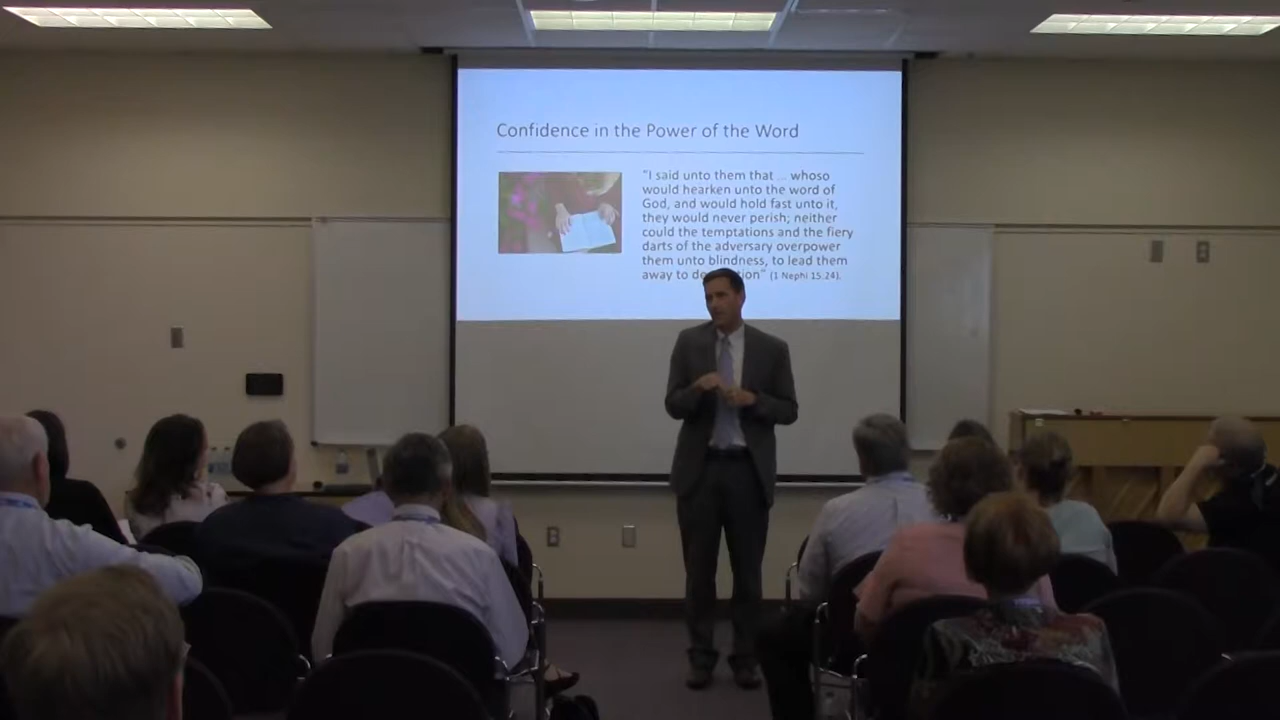 Confidence in the Power of the Word
"I said unto them that ... whoso
would hearken unto the word of
God, and would hold fast unto it,
they would never perish; neither
could the temptations and the fiery
darts of the adversary overpower
them unto blindness, to lead them
away to de ion" (1 Nephi 15:24).